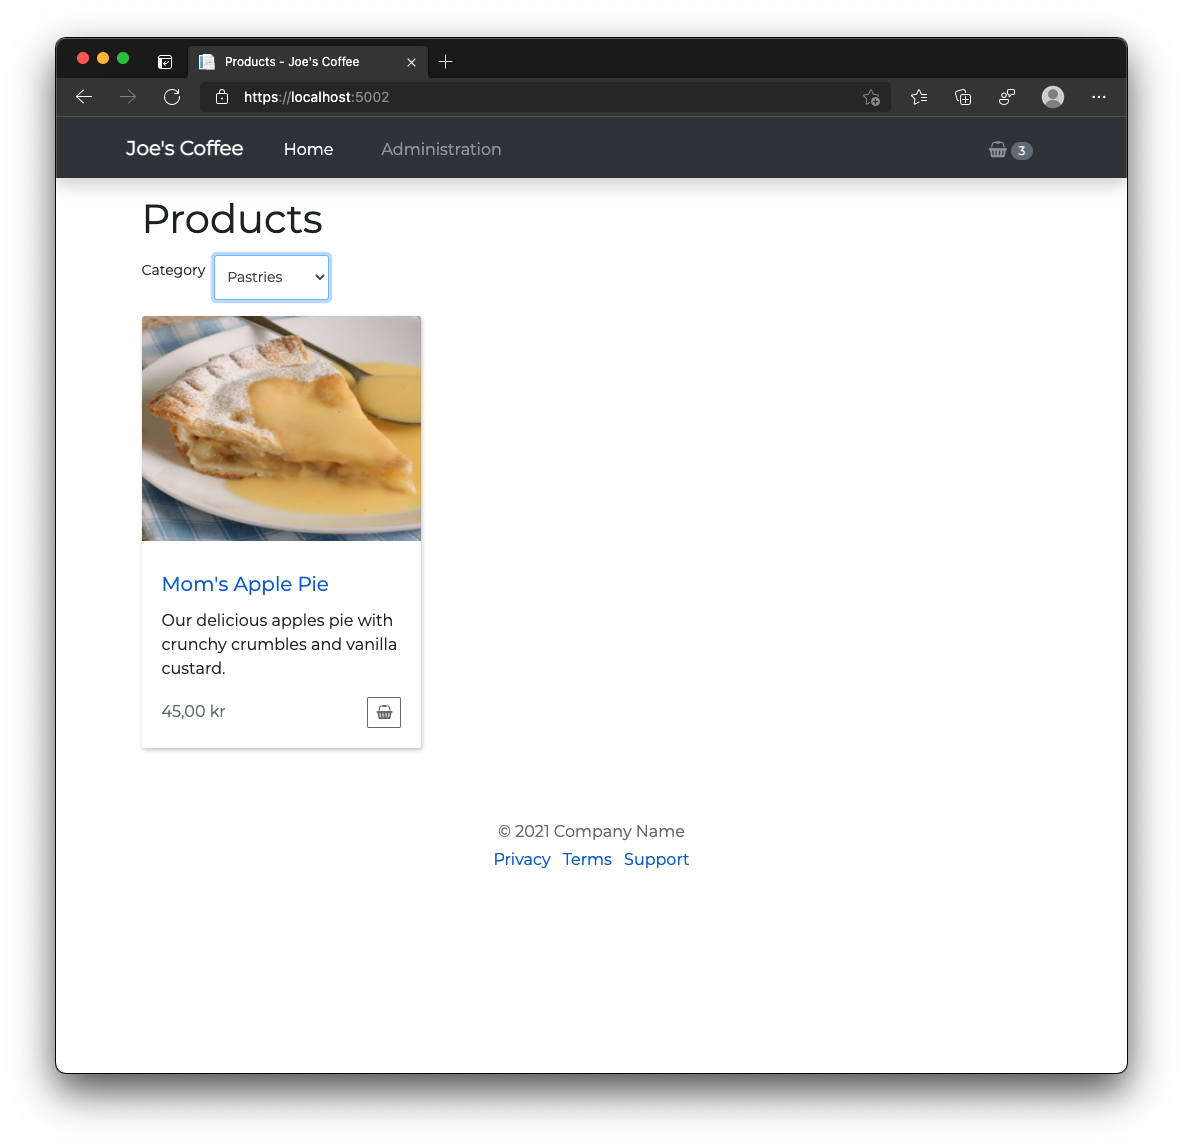 Products - Joe's Coffee
https://localhost:5002
Joe's Coffee Home Administration 3
Products
Category Pastries
Mom's Apple Pie
Our delicious apples pie with
crunchy crumbles and vanilla
custard.
45,00 kr
© 2021 Company Name
Privacy Terms Support